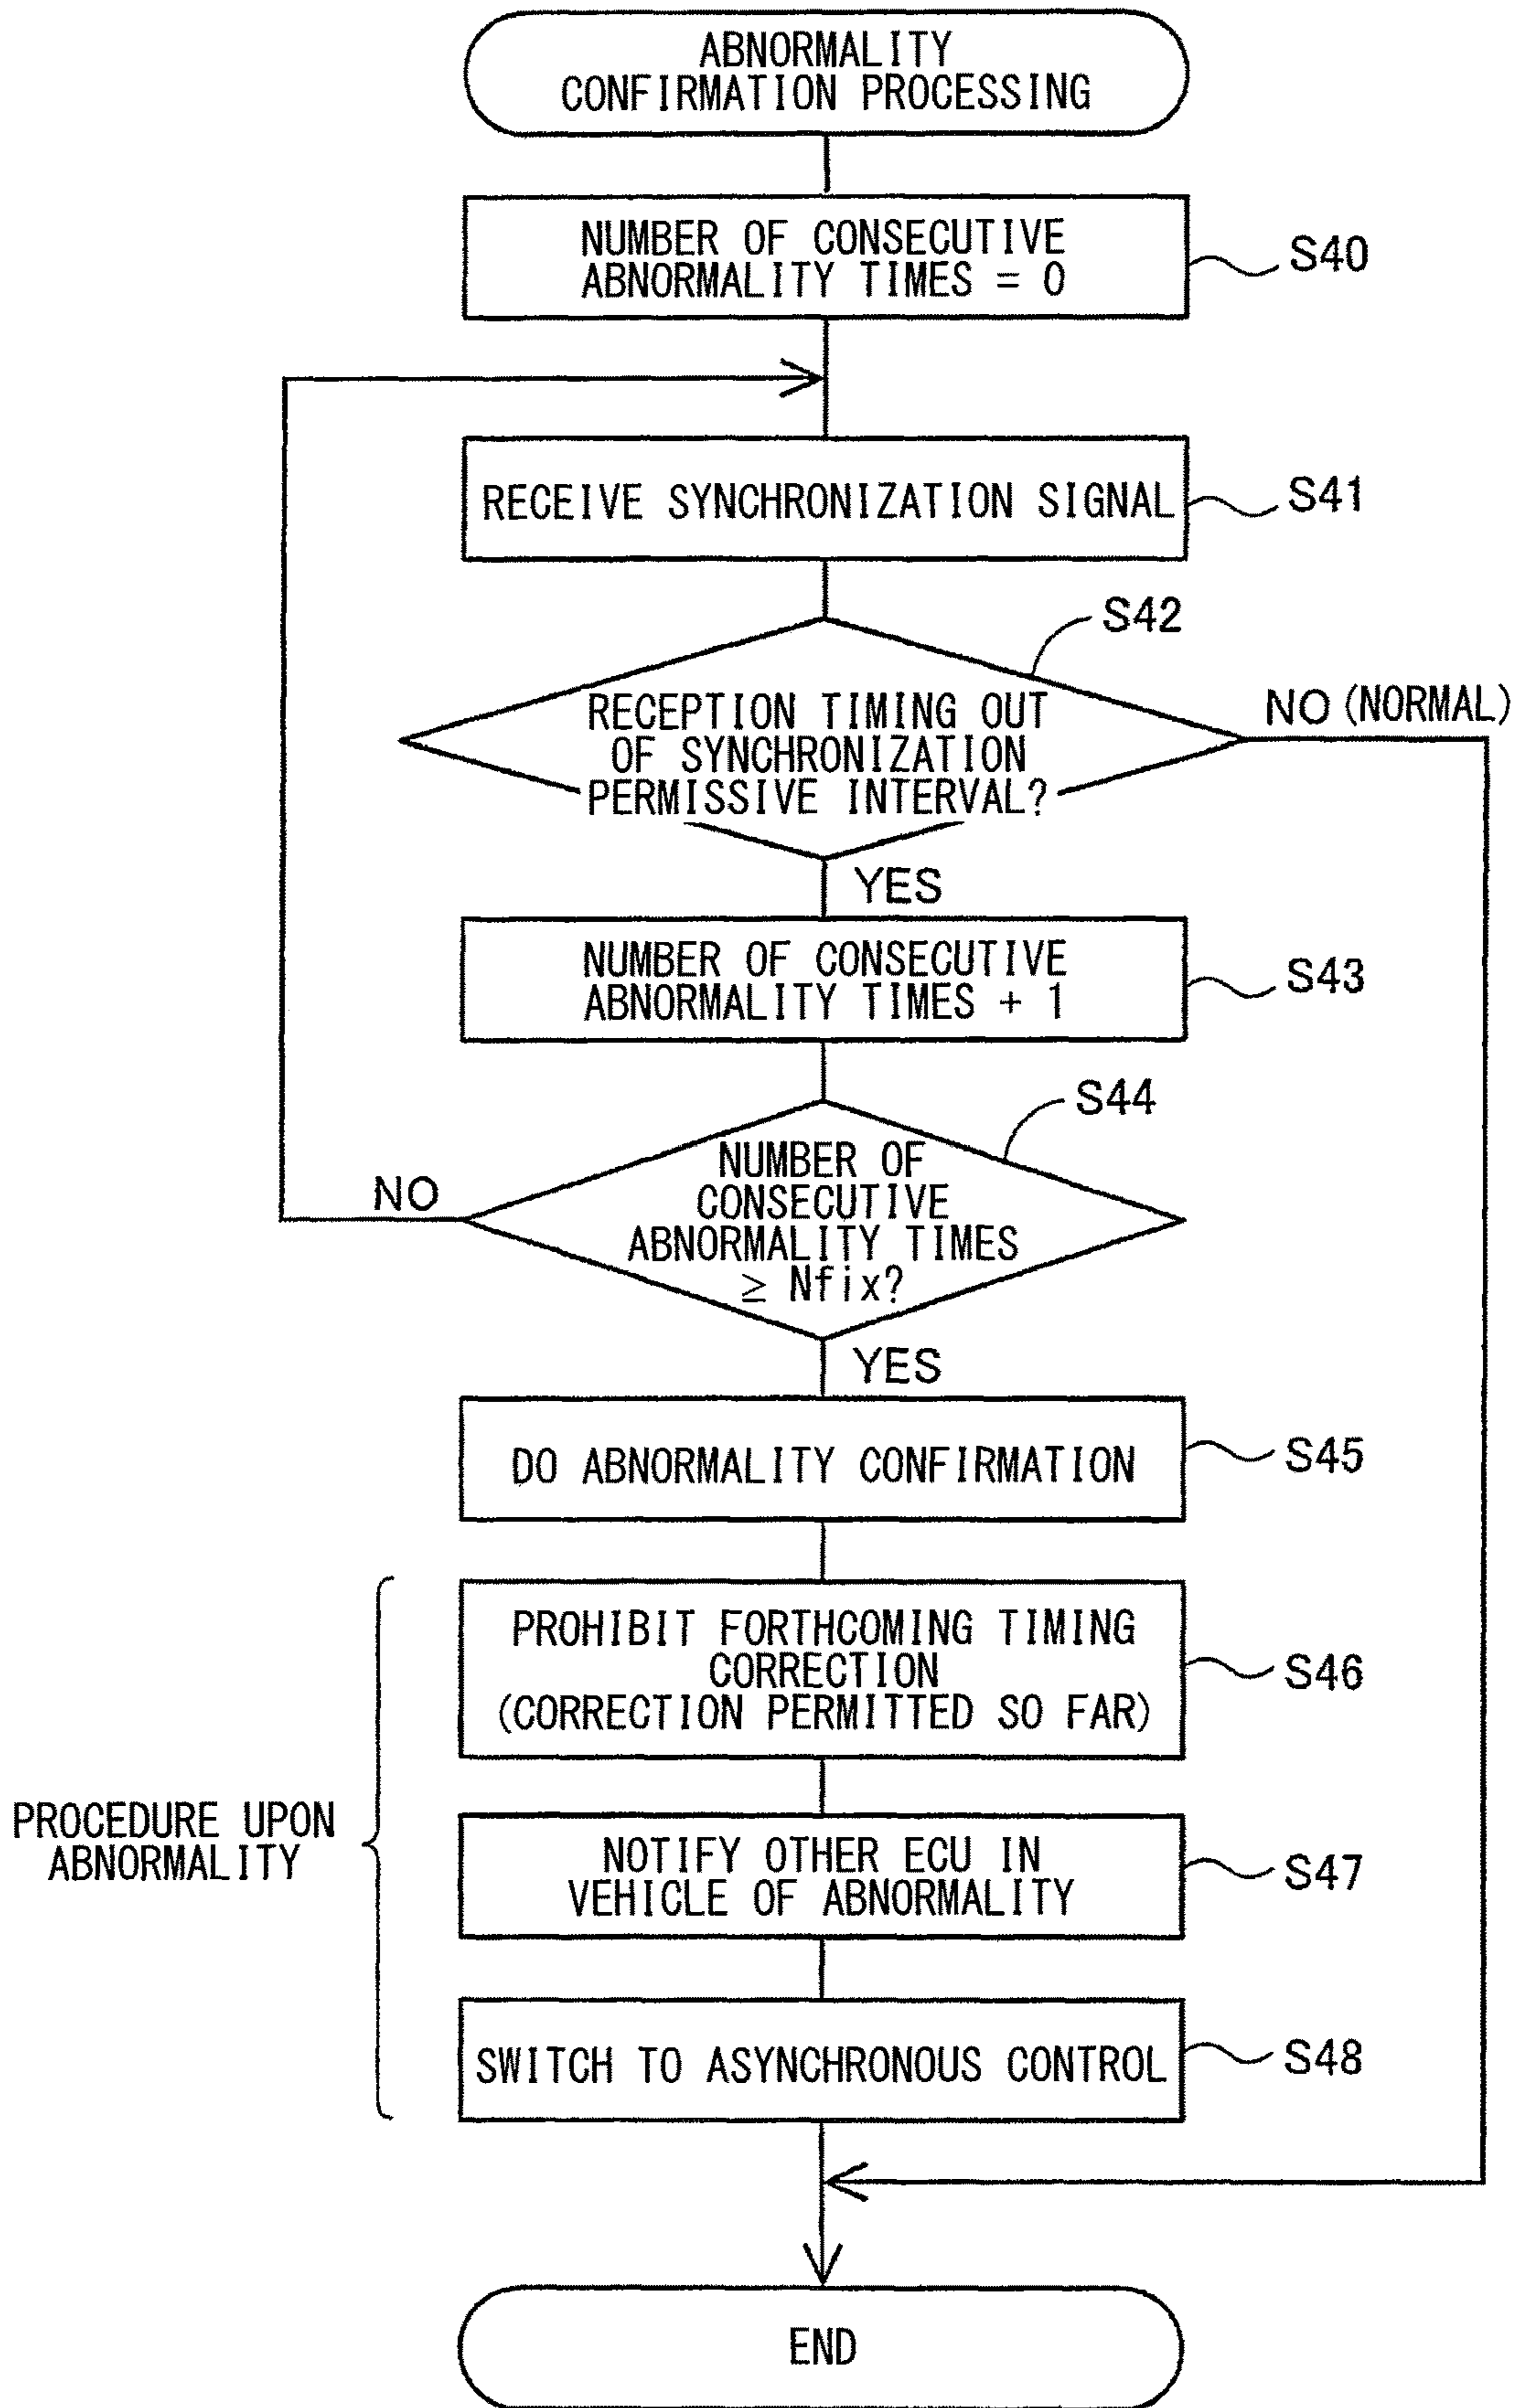 ABNORMALITY
CONFIRMATION PROCESSING
NUMBER OF CONSECUTIVE
ABNORMALITY TIMES = 0
S40
RECEIVE SYNCHRONIZATION SIGNAL
S41
S42
RECEPTION TIMING OUT
OF SYNCHRONIZATION
PERMISSIVE INTERVAL?
NO (NORMAL)
YES
NUMBER OF CONSECUTIVE
ABNORMALITY TIMES + 1
S43
S44
NUMBER OF
CONSECUTIVE
ABNORMALITY TIMES
≥ Nfix?
NO
YES
DO ABNORMALITY CONFIRMATION
S45
PROHIBIT FORTHCOMING TIMING
CORRECTION
(CORRECTION PERMITTED SO FAR)
S46
PROCEDURE UPON
ABNORMALITY
NOTIFY OTHER ECU IN
VEHICLE OF ABNORMALITY
S47
SWITCH TO ASYNCHRONOUS CONTROL
S48
END